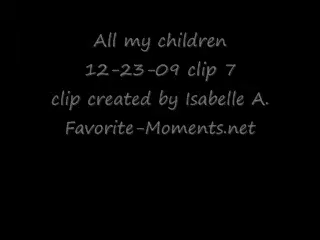 All my children
12-23-09 clip 7
clip created by Isabelle A.
Favorite-Moments.net